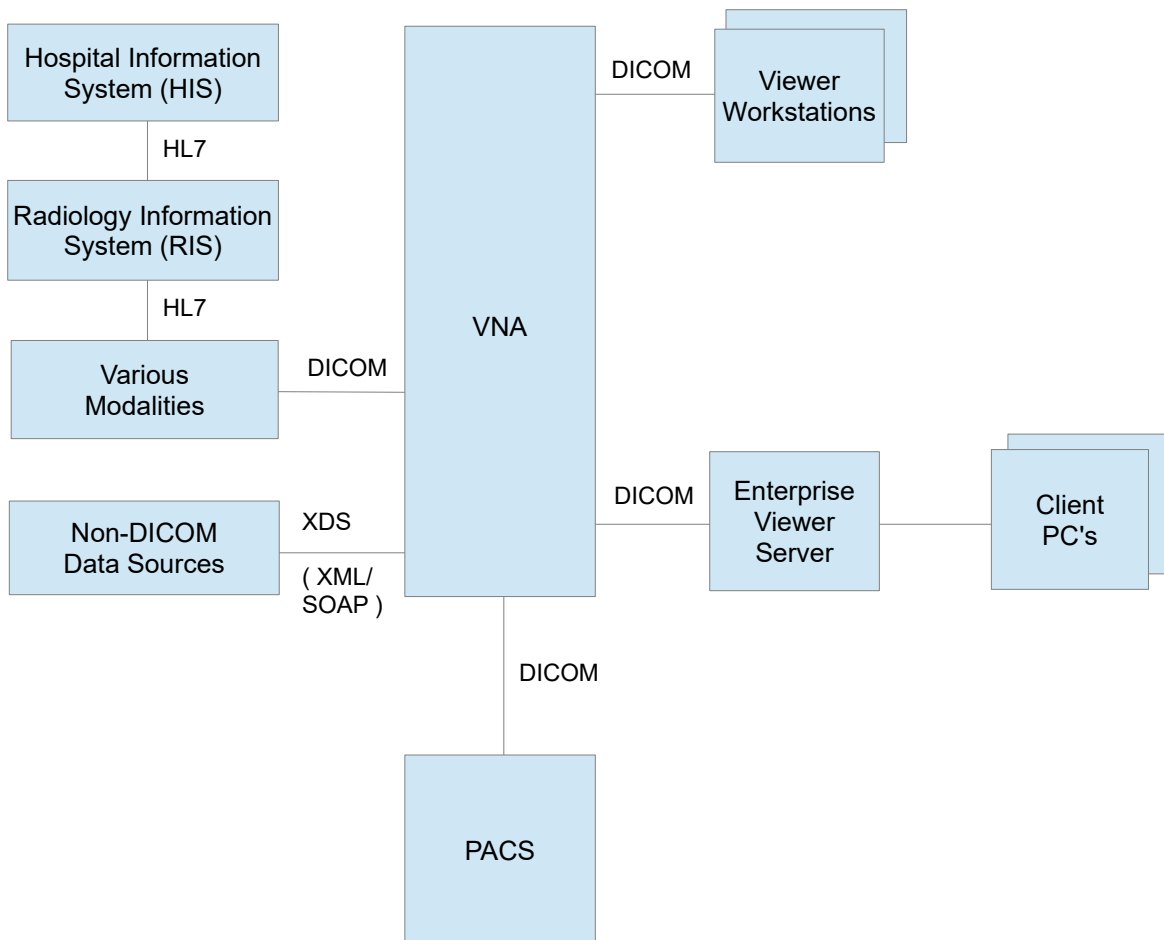 Hospital Information
System (HIS)
HL7
Radiology Information
System (RIS)
HL7
Various
Modalities
DICOM
Non-DICOM
Data Sources
XDS
( XML/
SOAP )
VNA
DICOM
Viewer
Workstations
DICOM
Enterprise
Viewer
Server
Client
PC's
DICOM
PACS